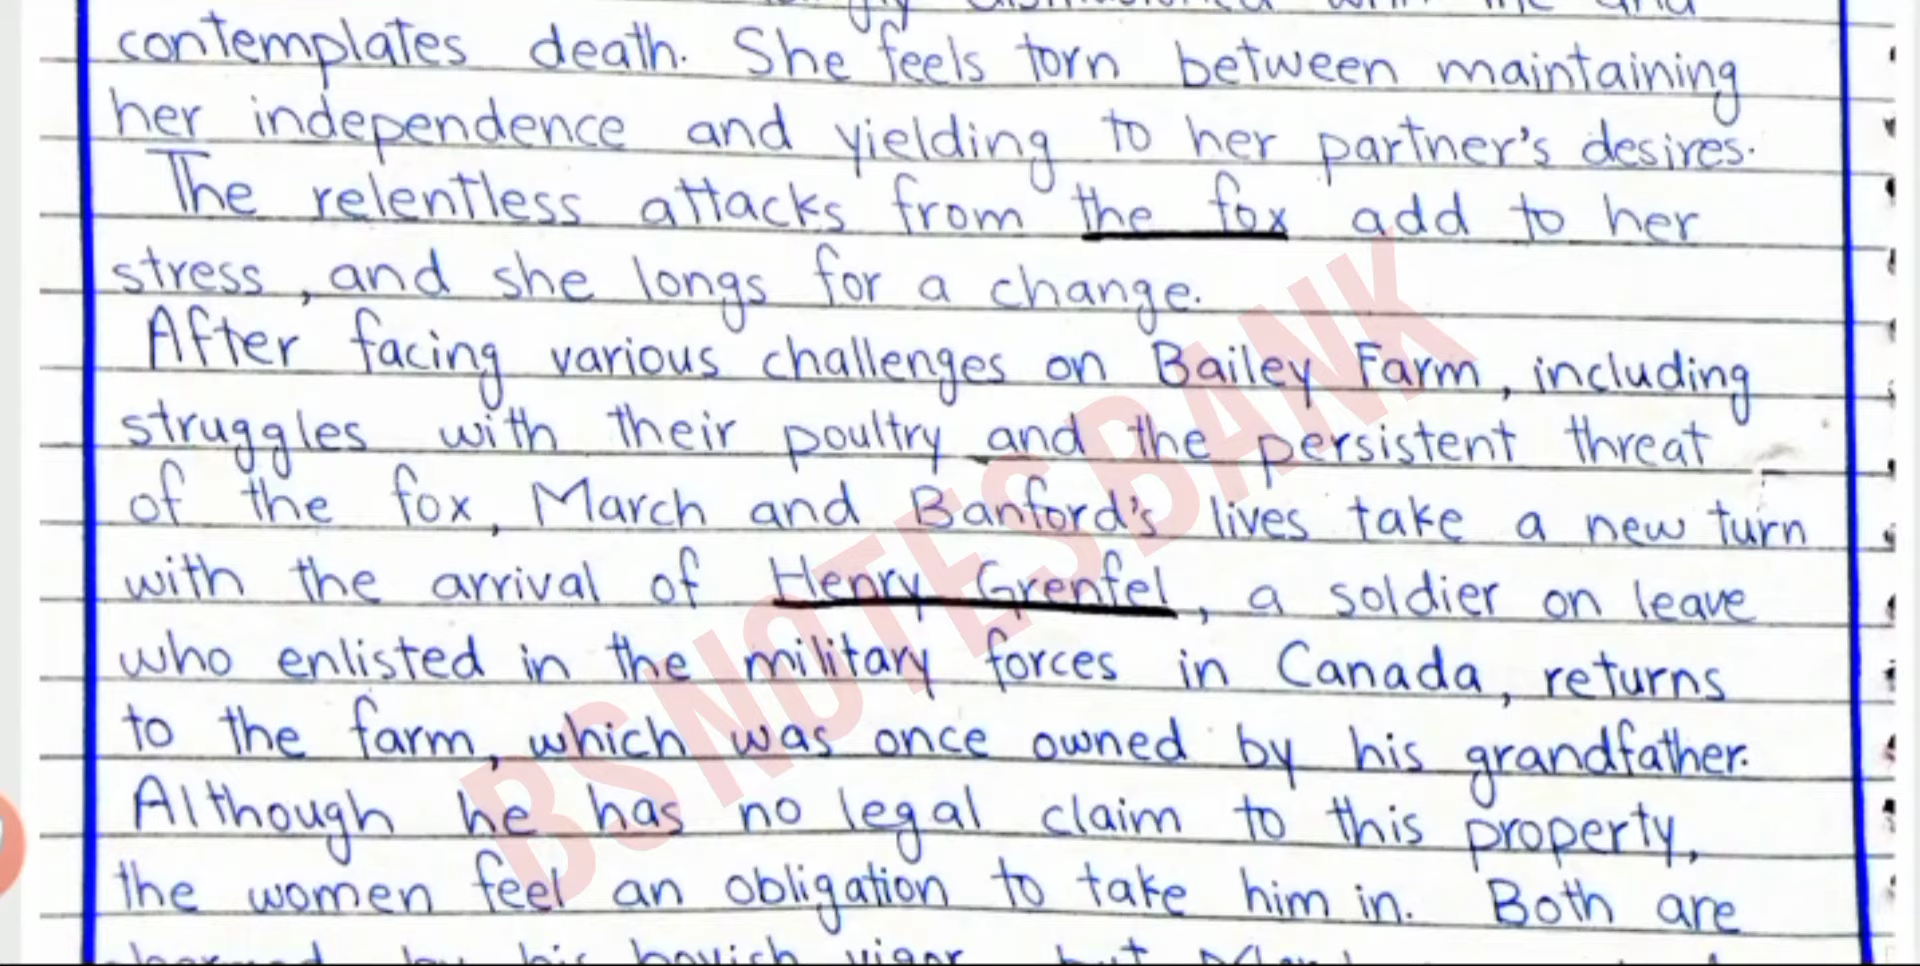 contemplates death. She feels torn between maintaining
her independence and yielding to her partner's desires.
The relentless attacks from the fox add to her
stress, and she longs for a change.
After facing various challenges on Bailey Farm, including
struggles with their poultry and the persistent threat
of the fox, March and Banford's lives take a new turn
with the arrival of Henry Grenfel, a soldier on leave
who enlisted in the military forces in Canada, returns
to the farm, which was once owned by his grandfather.
Although he has no legal claim to this property,
the women feel an obligation to take him in. Both are
by his boyish vigor, but
BSNOTESBANK